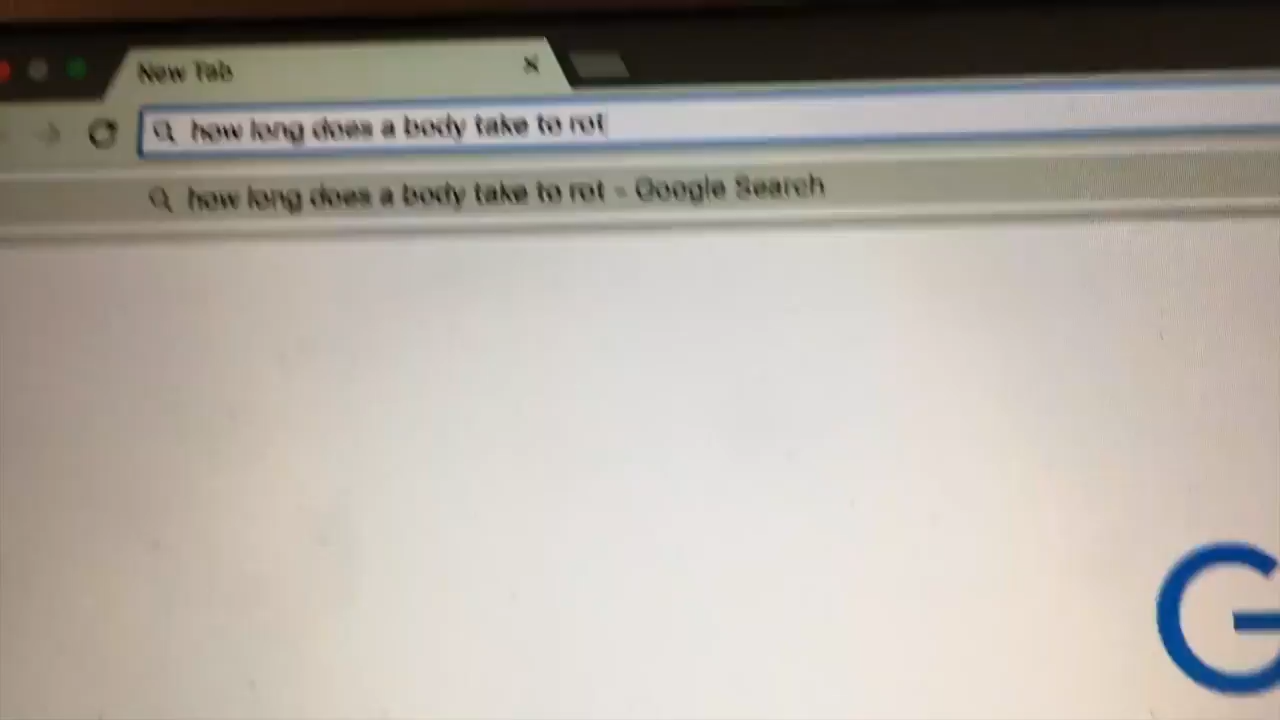 New Tab
how long does a body take to rot
how long does a body take to rot - Google Search
G